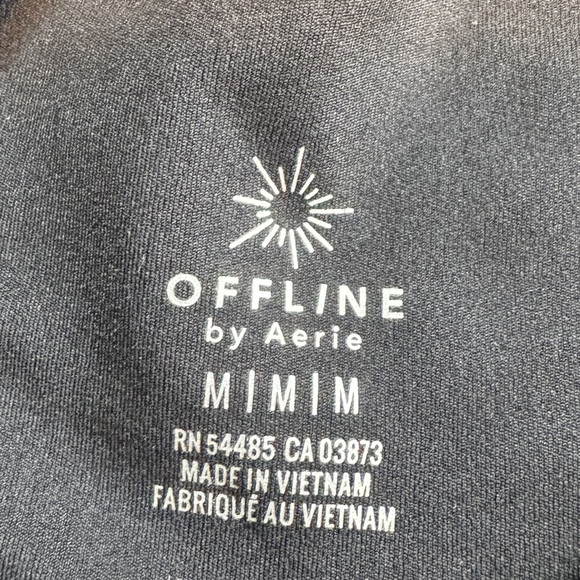 OFFLINE
by Aerie
M|M|M
RN 54485 CA 03873
MADE IN VIETNAM
FABRIQUÉ AU VIETNAM